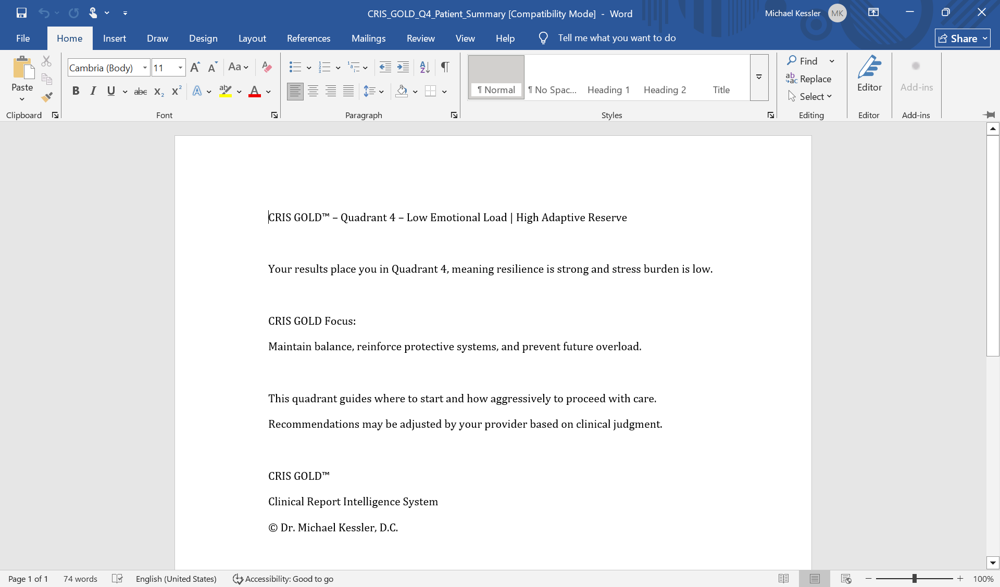 CRIS_GOLD_Q4_Patient_Summary [Compatibility Mode] - Word
Michael Kessler MK
File Home Insert Draw Design Layout References Mailings Review View Help Tell me what you want to do Share
Paste
Clipboard
Cambria (Body) 11
Font
Paragraph
¶ Normal ¶ No Spac... Heading 1 Heading 2 Title
Styles
Find
Replace
Select
Editing
Editor
Editor
Add-ins
Add-ins
CRIS GOLD™ – Quadrant 4 – Low Emotional Load | High Adaptive Reserve
Your results place you in Quadrant 4, meaning resilience is strong and stress burden is low.
CRIS GOLD Focus:
Maintain balance, reinforce protective systems, and prevent future overload.
This quadrant guides where to start and how aggressively to proceed with care.
Recommendations may be adjusted by your provider based on clinical judgment.
CRIS GOLD™
Clinical Report Intelligence System
© Dr. Michael Kessler, D.C.
Page 1 of 1 74 words English (United States) Accessibility: Good to go 100%